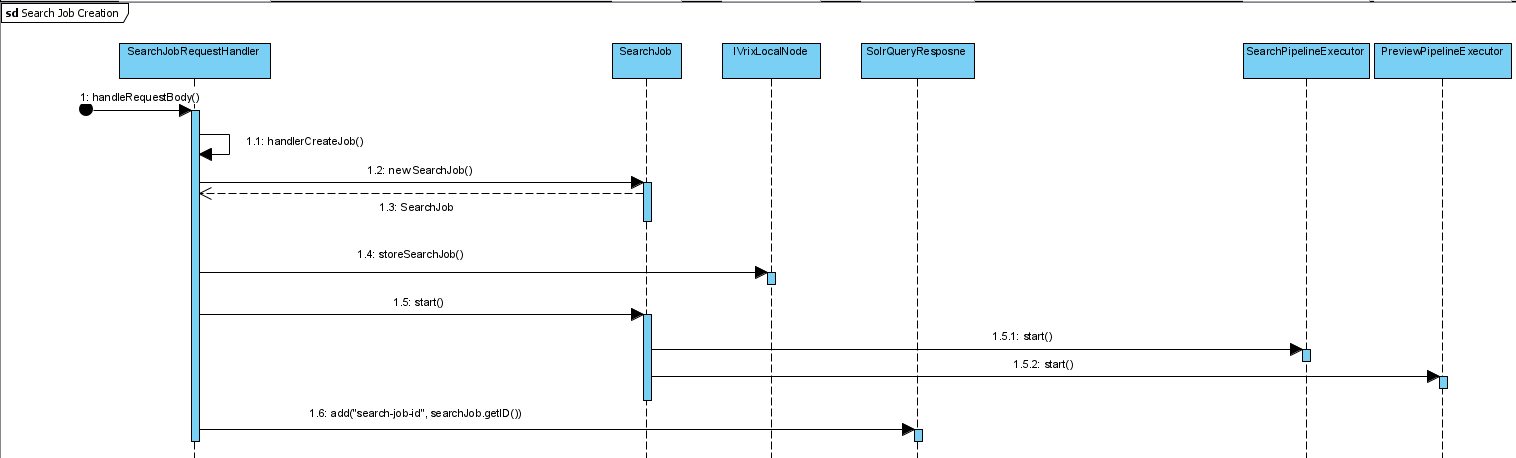 sd Search Job Creation
SearchJobRequestHandler
SearchJob
IVrixLocalNode
SolrQueryResposne
SearchPipelineExecutor
PreviewPipelineExecutor
1: handleRequestBody()
1.1: handlerCreateJob()
1.2: newSearchJob()
1.3: SearchJob
1.4: storeSearchJob()
1.5: start()
1.5.1: start()
1.5.2: start()
1.6: add("search-job-id", searchJob.getID())